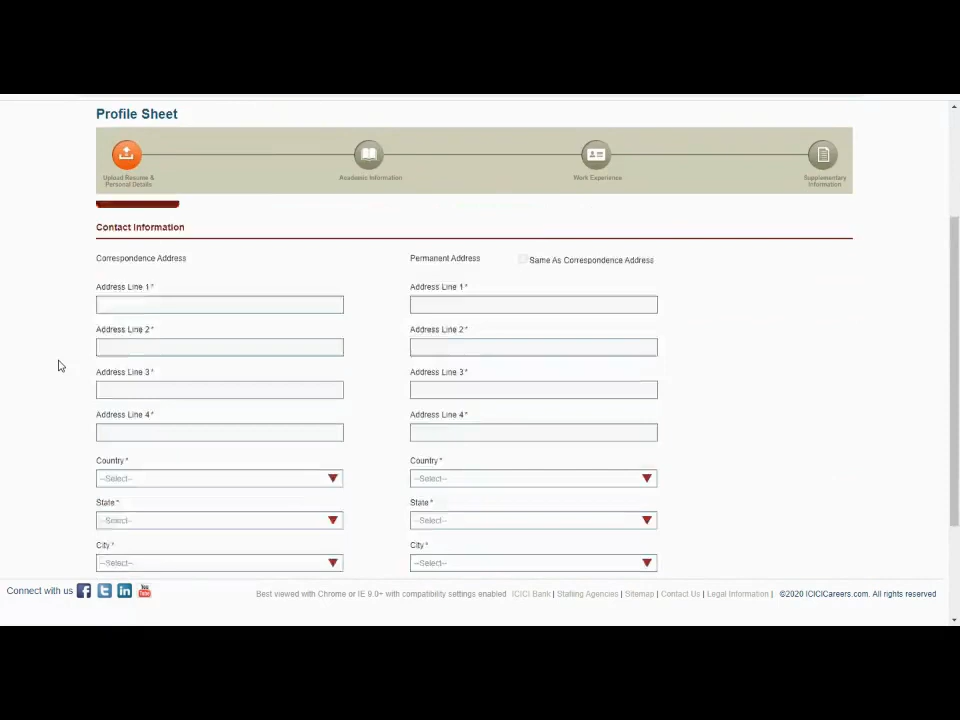 Profile Sheet
Upload Resume &
Personal Details
Academic Information
Work Experience
Supplementary
Information
Contact Information
Correspondence Address
Permanent Address
Same As Correspondence Address
Address Line 1*
Address Line 1*
Address Line 2*
Address Line 2*
Address Line 3*
Address Line 3*
Address Line 4*
Address Line 4*
Country*
Country*
--Select--
--Select--
State*
State*
--Select--
--Select--
City*
City*
--Select--
--Select--
Connect with us
You
Tube
Best viewed with Chrome or IE 9.0+ with compatibility settings enabled ICICI Bank | Staffing Agencies | Sitemap | Contact Us | Legal Information | ©2020 ICICICareers.com. All rights reserved